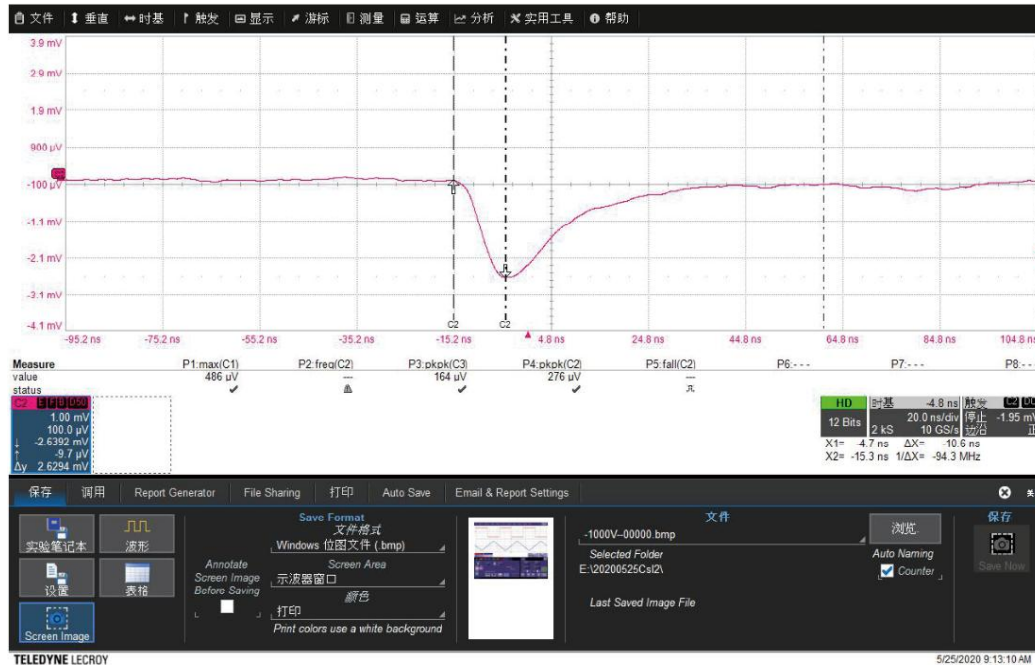 文件 垂直 时基 触发 显示 游标 测量 运算 分析 实用工具 帮助
3.9 mV
2.9 mV
1.9 mV
900 µV
-100 µV
-1.1 mV
-2.1 mV
-3.1 mV
-4.1 mV
C2 C2
-95.2 ns -75.2 ns -55.2 ns -35.2 ns -15.2 ns 4.8 ns 24.8 ns 44.8 ns 64.8 ns 84.8 ns 104.8 ns
Measure P1:max(C1) P2:freq(C2) P3:pkpk(C3) P4:pkpk(C2) P5:fall(C2) P6:- - - P7:- - - P8:- - -
value 486 µV --- 164 µV 276 µV ---
status
C2
1.00 mV
100.0 µV
-2.6392 mV
-9.7 µV
Δy 2.6294 mV
HD 时基 -4.8 ns 触发 C2 DC
12 Bits 20.0 ns/div 停止 -1.95 mV
2 kS 10 GS/s 边沿 正
X1= -4.7 ns ΔX= -10.6 ns
X2= -15.3 ns 1/ΔX= -94.3 MHz
保存 调用 Report Generator File Sharing 打印 Auto Save Email & Report Settings
实验笔记本 波形
设置 表格
Screen Image
Annotate
Screen Image
Before Saving
Save Format
文件格式
Windows 位图文件 (.bmp)
Screen Area
示波器窗口
颜色
打印
Print colors use a white background
文件
-1000V--00000.bmp
浏览.
Selected Folder
E:\20200525CsI2\
Auto Naming
Counter
Last Saved Image File
保存
Save Now
TELEDYNE LECROY 5/25/2020 9:13:10 AM